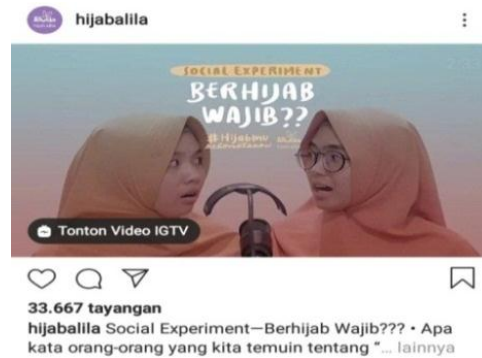 hijabalila
SOCIAL EXPERIMENT
BERHIJAB
WAJIB??
Tonton Video IGTV
33.667 tayangan
hijabalila Social Experiment—Berhijab Wajib??? • Apa
kata orang-orang yang kita temuin tentang "... lainnya